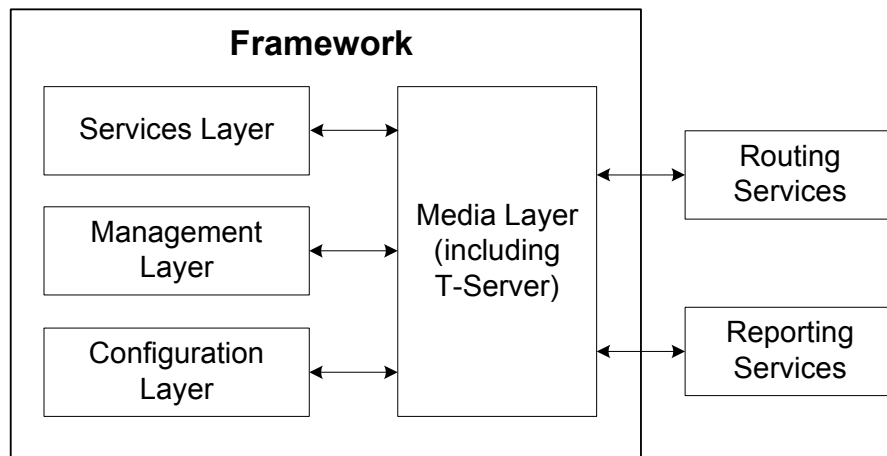 Framework
Services Layer
Management
Layer
Configuration
Layer
Media Layer
(including
T-Server)
Routing
Services
Reporting
Services